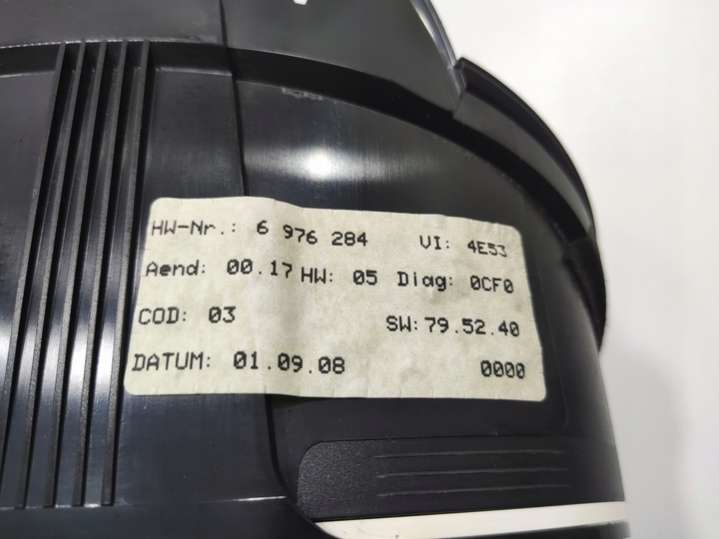 HW-Nr.: 6 976 284 VI: 4E53
Aend: 00.17 HW: 05 Diag: 0CF0
COD: 03 SW: 79.52.40
DATUM: 01.09.08 0000